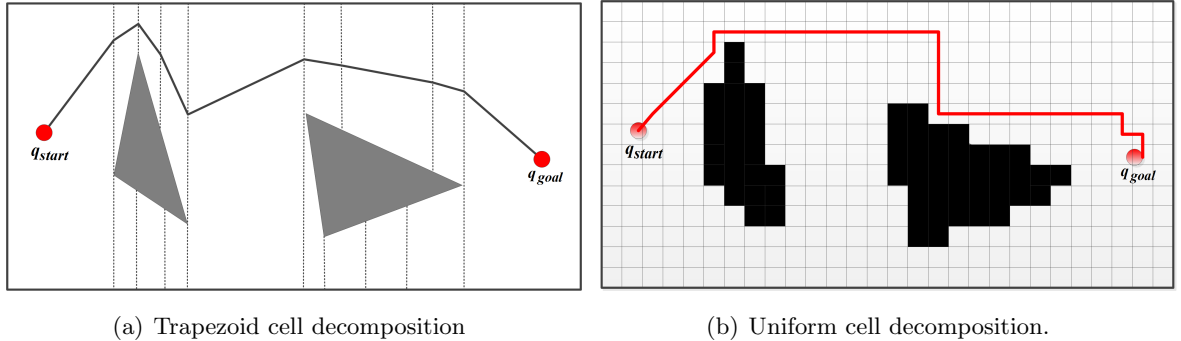 q_start
q_goal
q_start
q_goal
(a) Trapezoid cell decomposition
(b) Uniform cell decomposition.